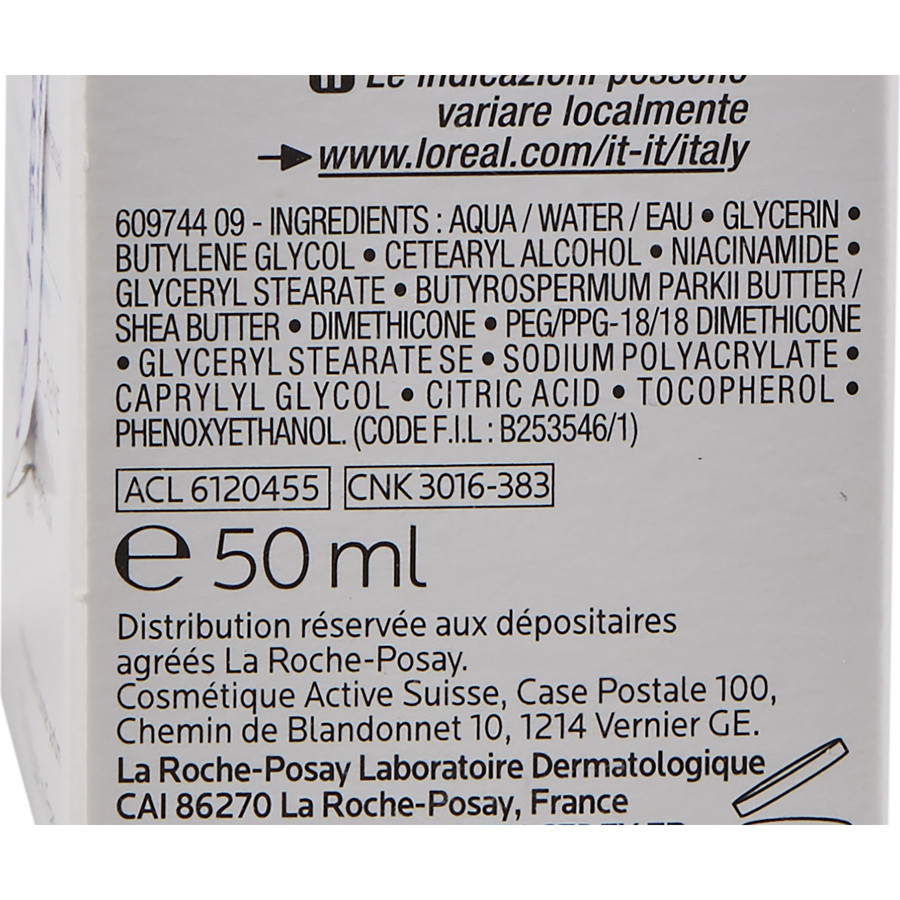 Le indicazioni possono
variare localmente
www.loreal.com/it-it/italy
609744 09 - INGREDIENTS : AQUA / WATER / EAU • GLYCERIN •
BUTYLENE GLYCOL • CETEARYL ALCOHOL • NIACINAMIDE •
GLYCERYL STEARATE • BUTYROSPERMUM PARKII BUTTER /
SHEA BUTTER • DIMETHICONE • PEG/PPG-18/18 DIMETHICONE
• GLYCERYL STEARATE SE • SODIUM POLYACRYLATE •
CAPRYLYL GLYCOL • CITRIC ACID • TOCOPHEROL •
PHENOXYETHANOL. (CODE F.I.L : B253546/1)
ACL 6120455 CNK 3016-383
e 50 ml
Distribution réservée aux dépositaires
agréés La Roche-Posay.
Cosmétique Active Suisse, Case Postale 100,
Chemin de Blandonnet 10, 1214 Vernier GE.
La Roche-Posay Laboratoire Dermatologique
CAI 86270 La Roche-Posay, France